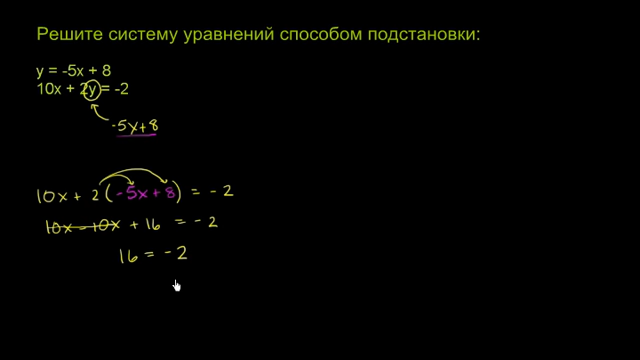 Решите систему уравнений способом подстановки:
y = -5x + 8
10x + 2y = -2
-5x+8
10x + 2 (-5x + 8) = -2
10x - 10x + 16 = -2
16 = -2